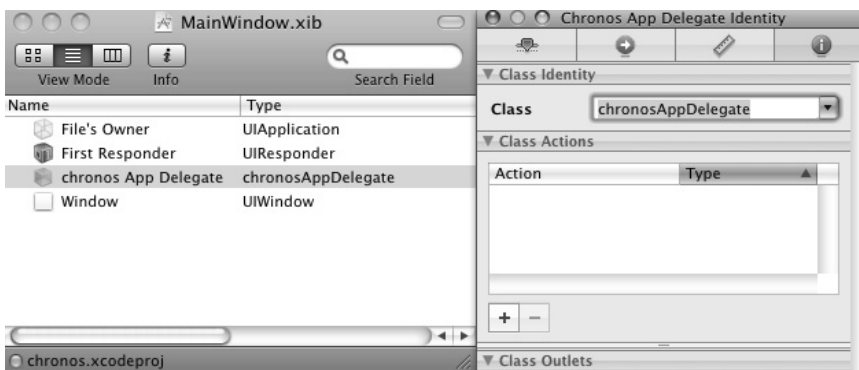 MainWindow.xib
View Mode
Info
Search Field
Name
Type
File's Owner
UIApplication
First Responder
UIResponder
chronos App Delegate
chronosAppDelegate
Window
UIWindow
chronos.xcodeproj
Chronos App Delegate Identity
Class Identity
Class
chronosAppDelegate
Class Actions
Action
Type
Class Outlets